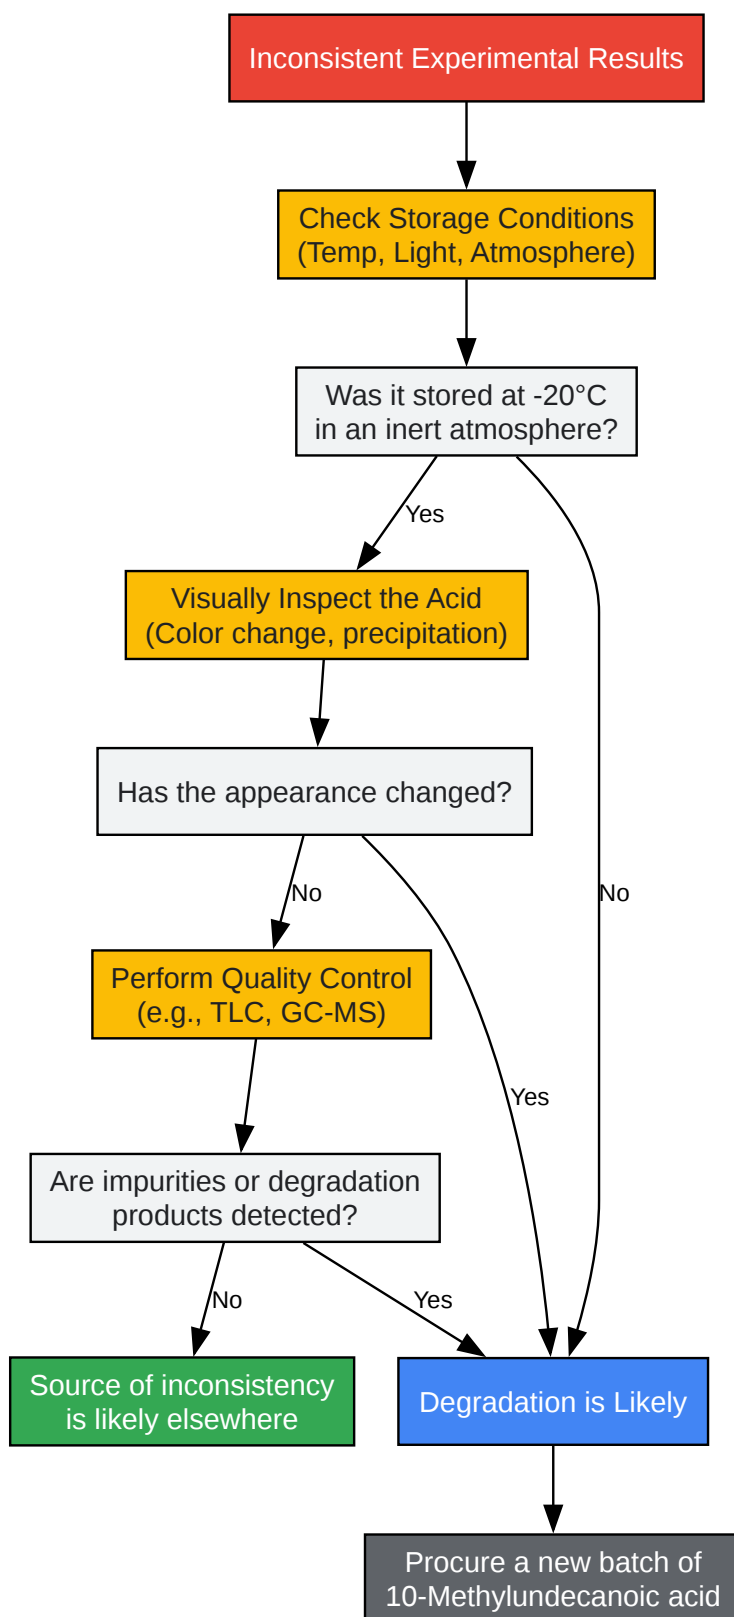 Inconsistent Experimental Results
Check Storage Conditions
(Temp, Light, Atmosphere)
Was it stored at -20°C
in an inert atmosphere?
Yes
Visually Inspect the Acid
(Color change, precipitation)
Has the appearance changed?
No
No
Perform Quality Control
(e.g., TLC, GC-MS)
Yes
Are impurities or degradation
products detected?
No
Yes
Source of inconsistency
is likely elsewhere
Degradation is Likely
Procure a new batch of
10-Methylundecanoic acid